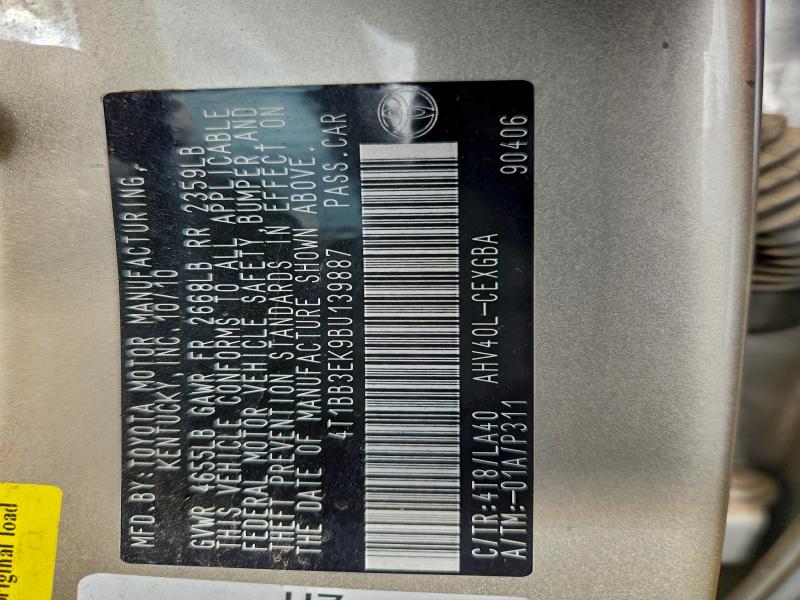 MFD.BY:TOYOTA MOTOR MANUFACTURING,
KENTUCKY, INC. 10/10
GVWR 4655LB GAWR FR 2668LB RR 2359LB
THIS VEHICLE CONFORMS TO ALL APPLICABLE
FEDERAL MOTOR VEHICLE SAFETY, BUMPER, AND
THEFT PREVENTION STANDARDS IN EFFECT ON
THE DATE OF MANUFACTURE SHOWN ABOVE.
4T1BB3EK9BU139887 PASS.CAR
C/TR:4T8/LA40 AHV40L-CEXGBA
A/TM:-01A/P311 90406
original load